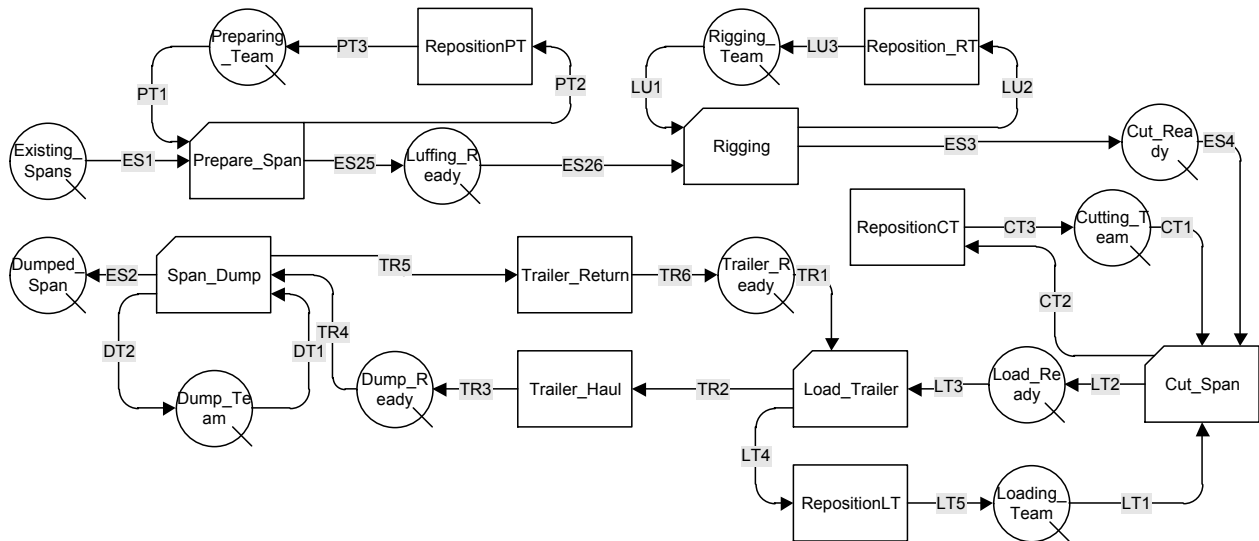 Preparing
_Team
PT3
RepositionPT
Rigging_
Team
LU3
Reposition_RT
PT1
PT2
LU1
LU2
Existing_
Spans
ES1
Prepare_Span
ES25
Luffing_R
eady
ES26
Rigging
ES3
Cut_Rea
dy
ES4
RepositionCT
CT3
Cutting_T
eam
CT1
Dumped_
Span
ES2
Span_Dump
TR5
Trailer_Return
TR6
Trailer_R
eady
TR1
CT2
DT2
DT1
TR4
Dump_R
eady
TR3
Trailer_Haul
TR2
Load_Trailer
LT3
Load_Re
ady
LT2
Cut_Span
Dump_Te
am
LT4
RepositionLT
LT5
Loading_
Team
LT1